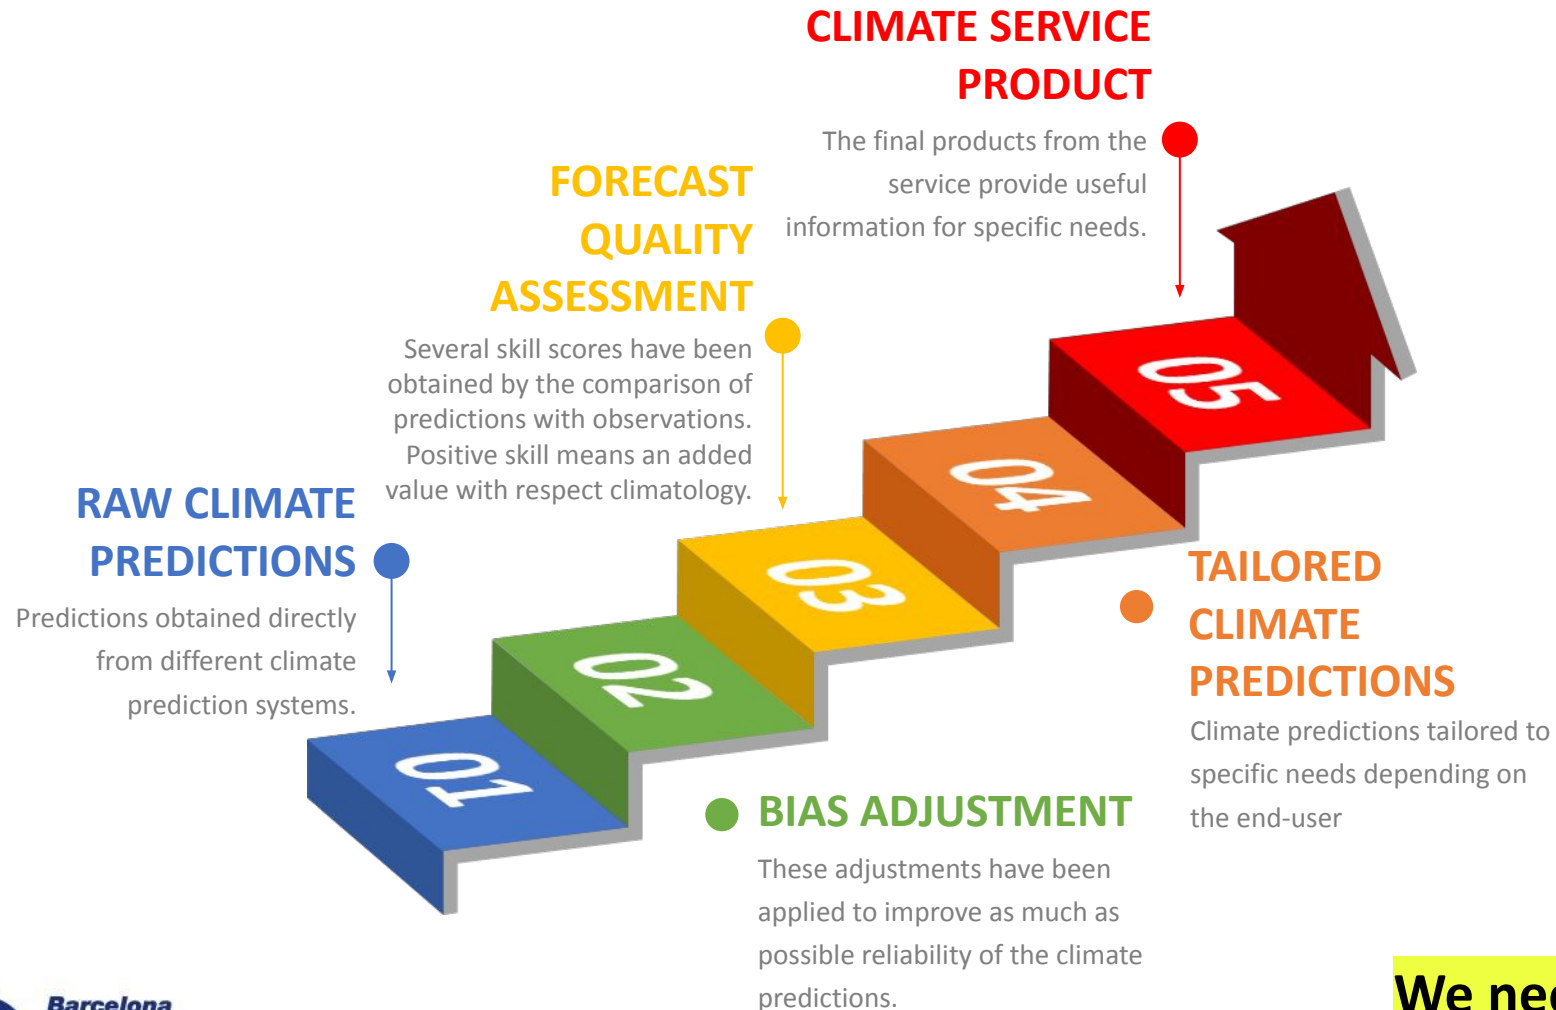 CLIMATE SERVICE
PRODUCT
The final products from the
service provide useful
information for specific needs.
FORECAST
QUALITY
ASSESSMENT
Several skill scores have been
obtained by the comparison of
predictions with observations.
Positive skill means an added
value with respect climatology.
RAW CLIMATE
PREDICTIONS
Predictions obtained directly
from different climate
prediction systems.
01
02
03
04
05
TAILORED
CLIMATE
PREDICTIONS
Climate predictions tailored to
specific needs depending on
the end-user
BIAS ADJUSTMENT
These adjustments have been
applied to improve as much as
possible reliability of the climate
predictions.
Barcelona
We nee